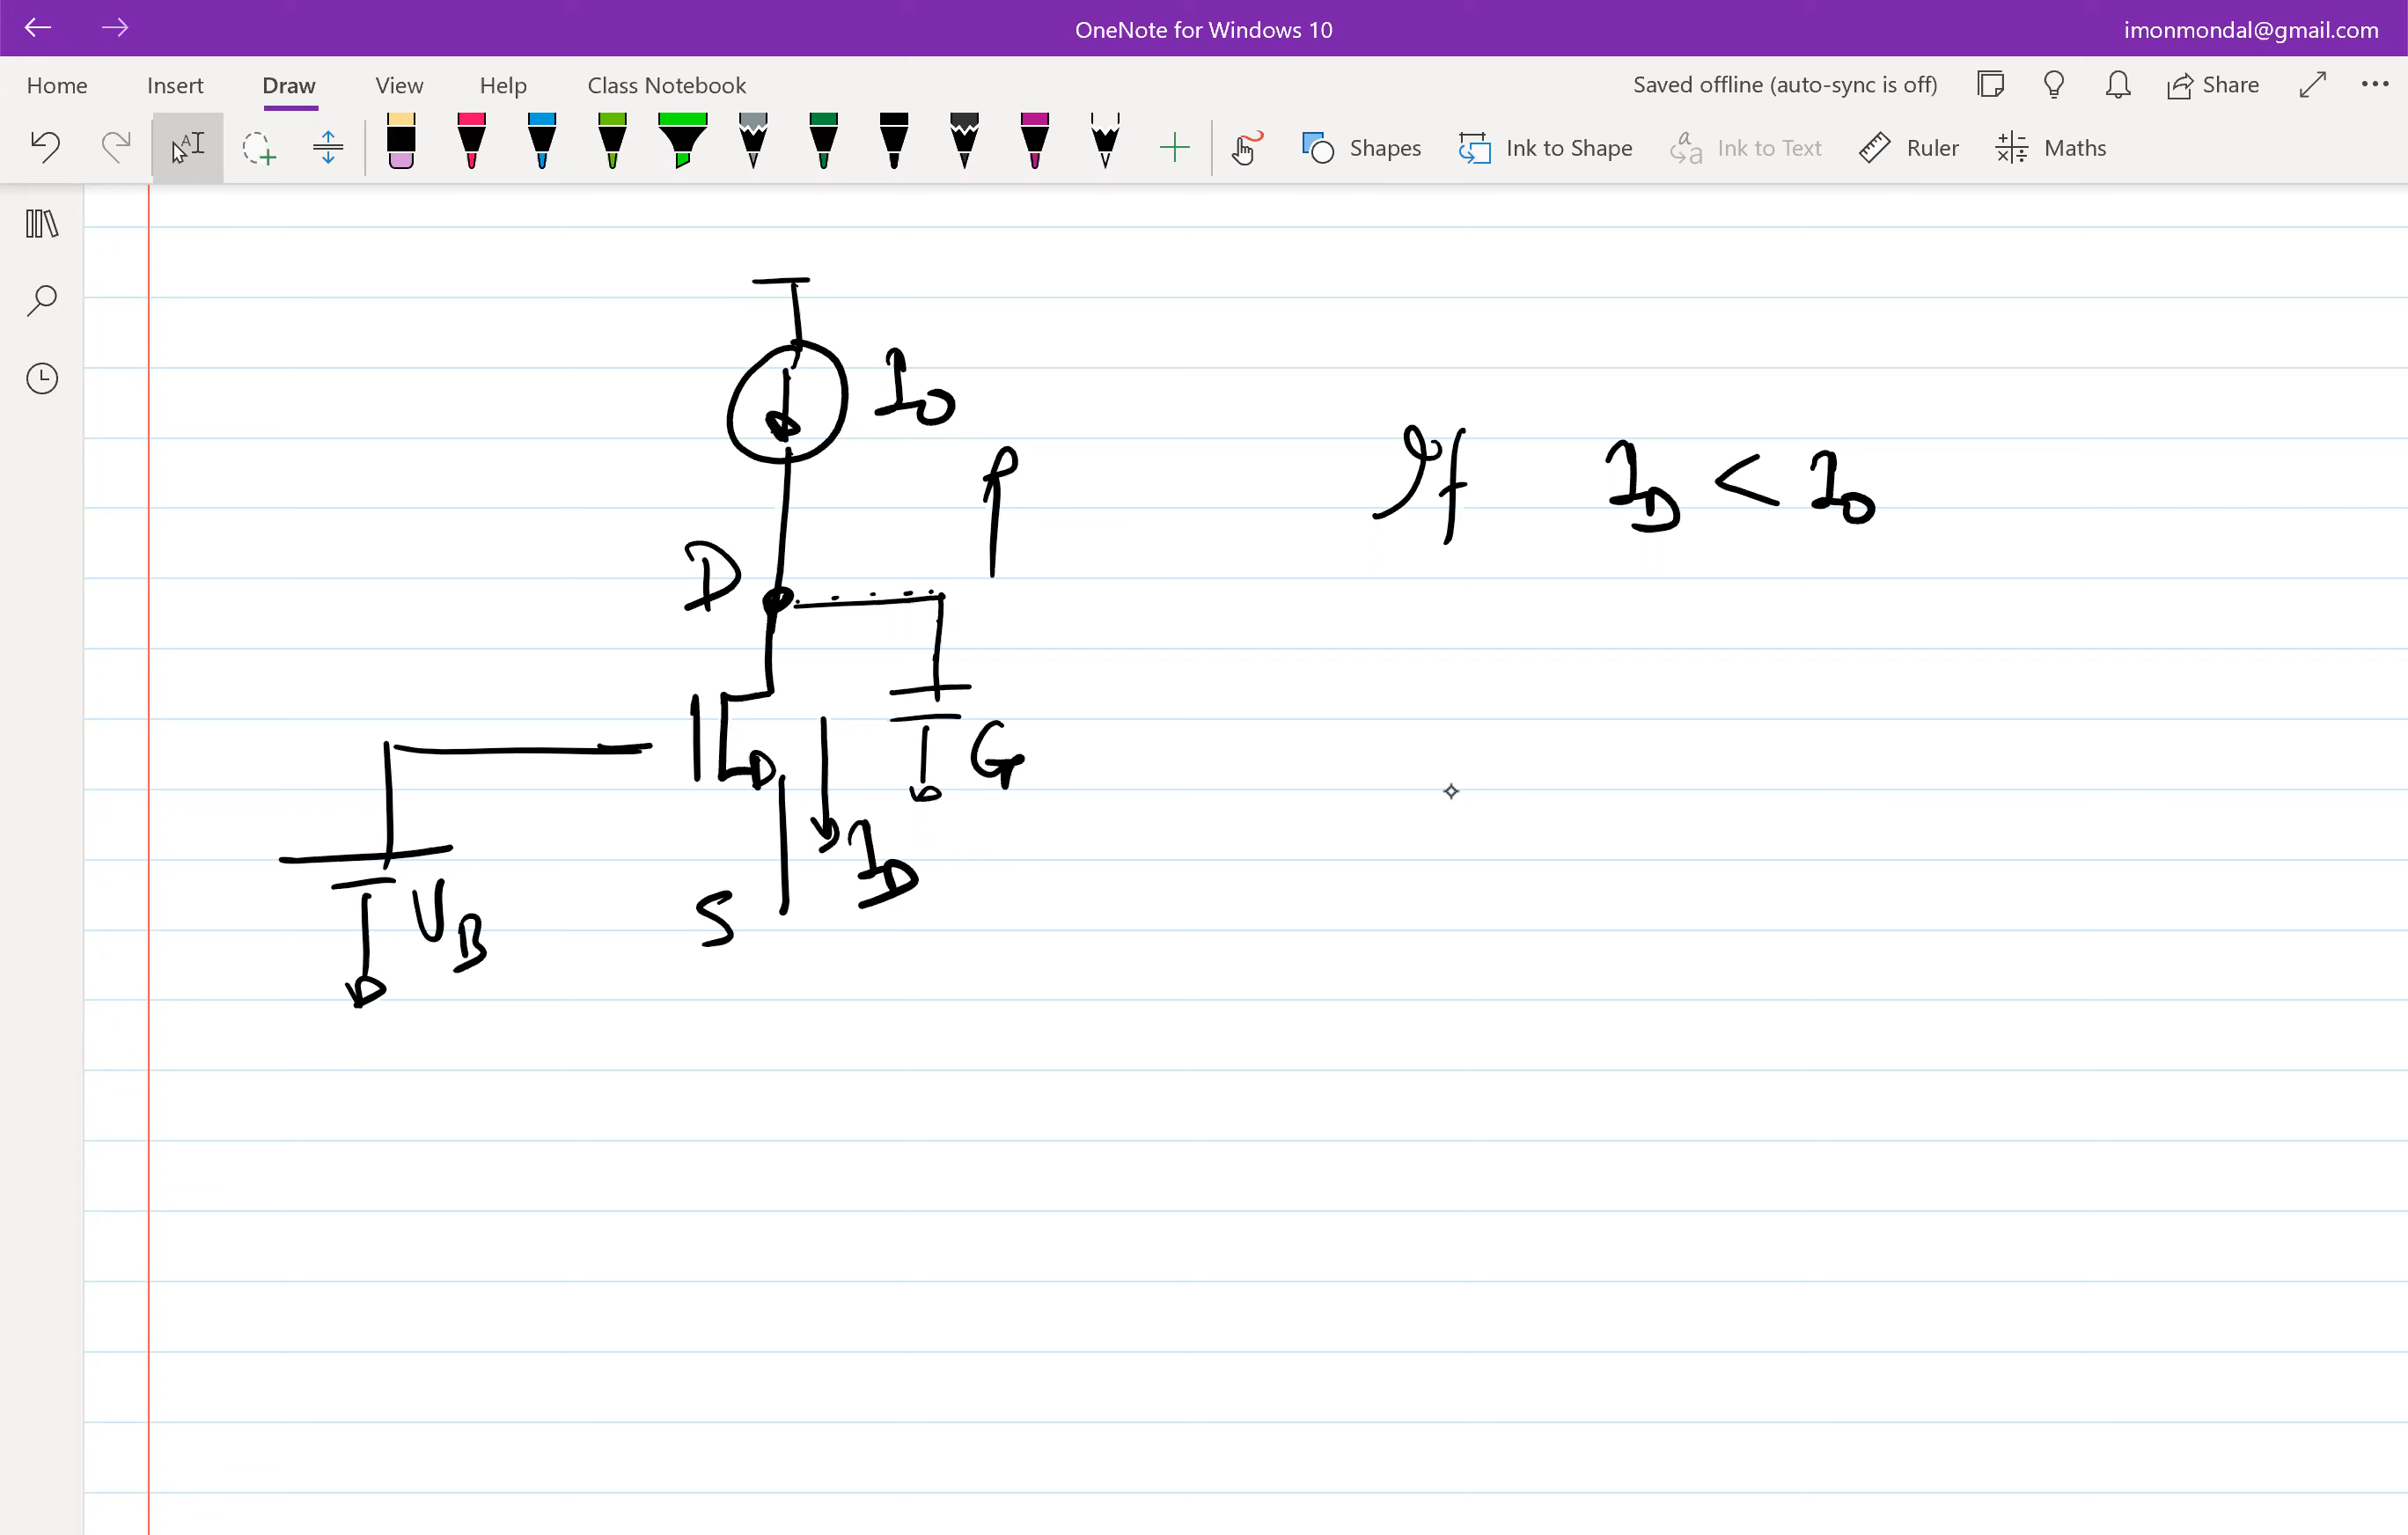 OneNote for Windows 10
imonmondal@gmail.com
Home Insert Draw View Help Class Notebook
Saved offline (auto-sync is off) Share
Shapes Ink to Shape Ink to Text Ruler Maths
I0
If ID < I0
D
G
ID
VB
S